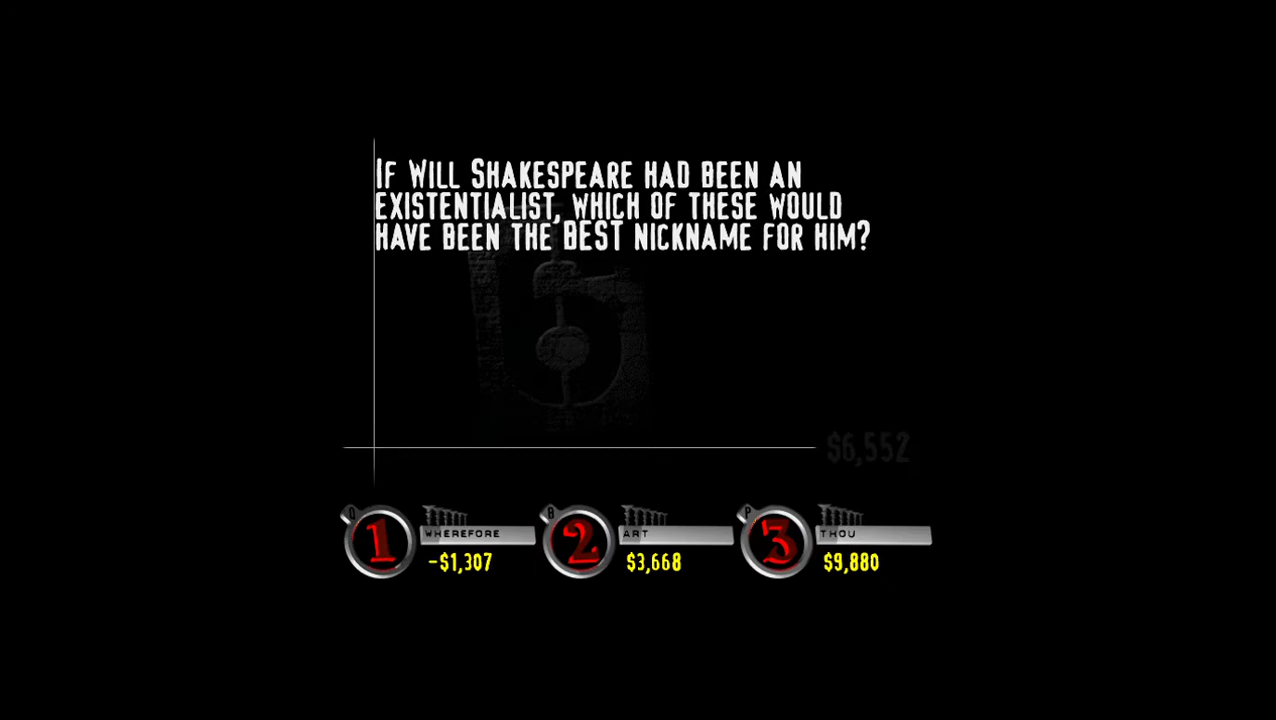 If Will Shakespeare had been an
existentialist, which of these would
have been the BEST nickname for him?
$6,552
Q B P
1 WHEREFORE 2 ART 3 THOU
-$1,307 $3,668 $9,880